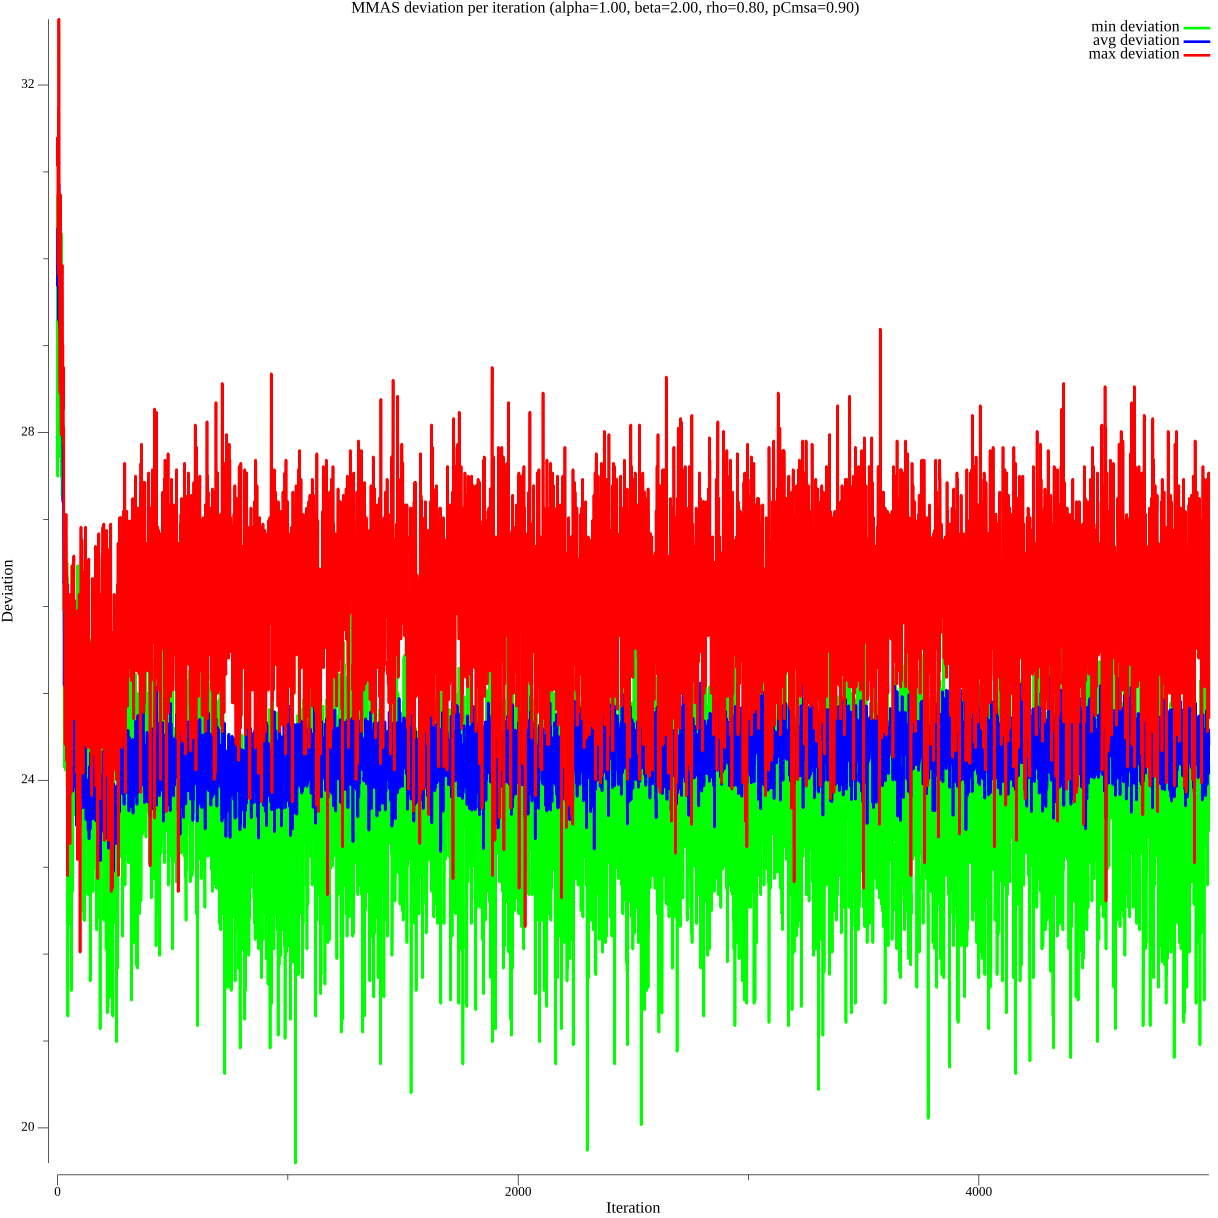 MMAS deviation per iteration (alpha=1.00, beta=2.00, rho=0.80, pCmsa=0.90)
min deviation
avg deviation
max deviation
32
28
24
20
Deviation
0
2000
4000
Iteration